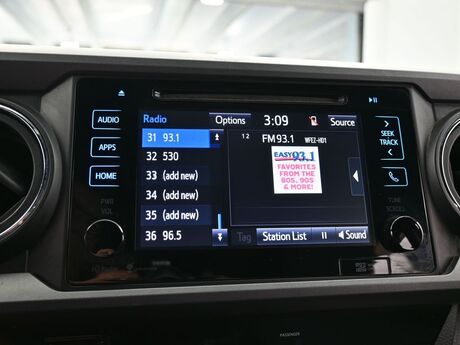 AUDIO
APPS
HOME
PWR
VOL
Radio
Options
3:09
Source
31 93.1
32 530
33 (add new)
34 (add new)
35 (add new)
36 96.5
1 2
FM 93.1
WFEZ-HD1
EASY
93.1
FAVORITES
FROM THE
80S, 90S
& MORE!
Tag
Station List
Sound
SEEK
TRACK
TUNE
SCROLL
PASSENGER